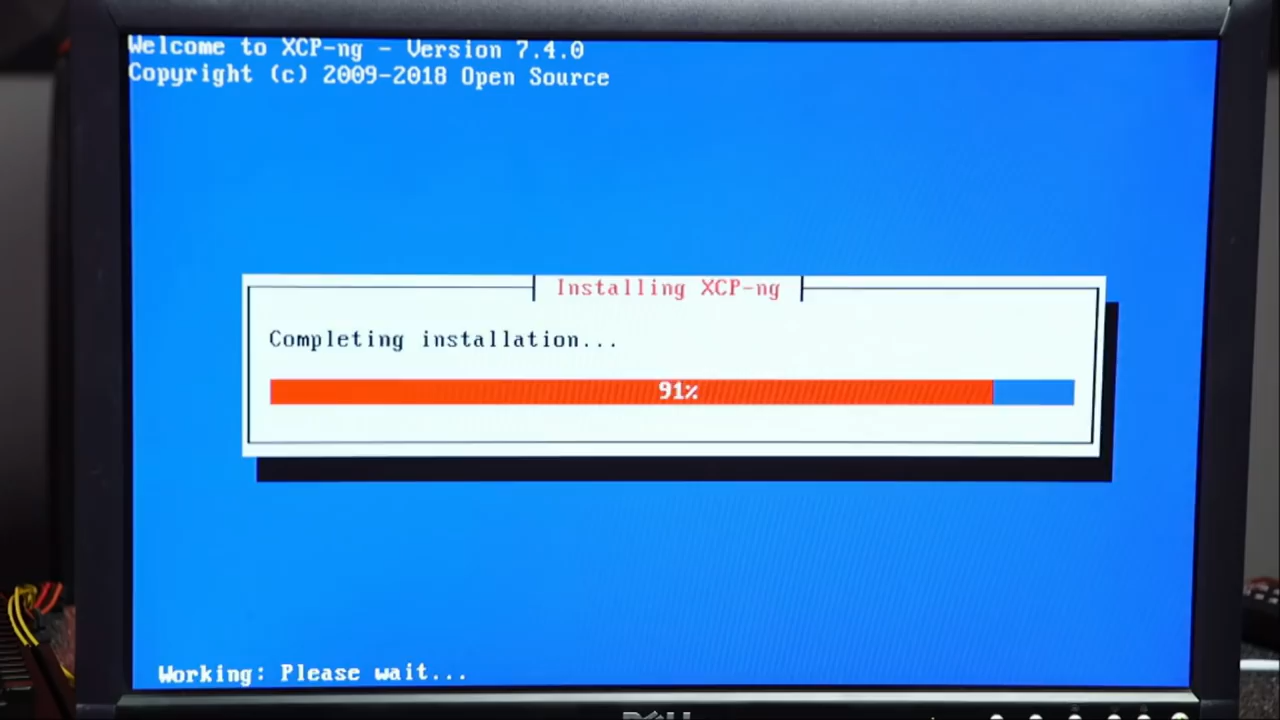 Welcome to XCP-ng - Version 7.4.0
Copyright (c) 2009-2018 Open Source
Installing XCP-ng
Completing installation...
91%
Working: Please wait...
DELL